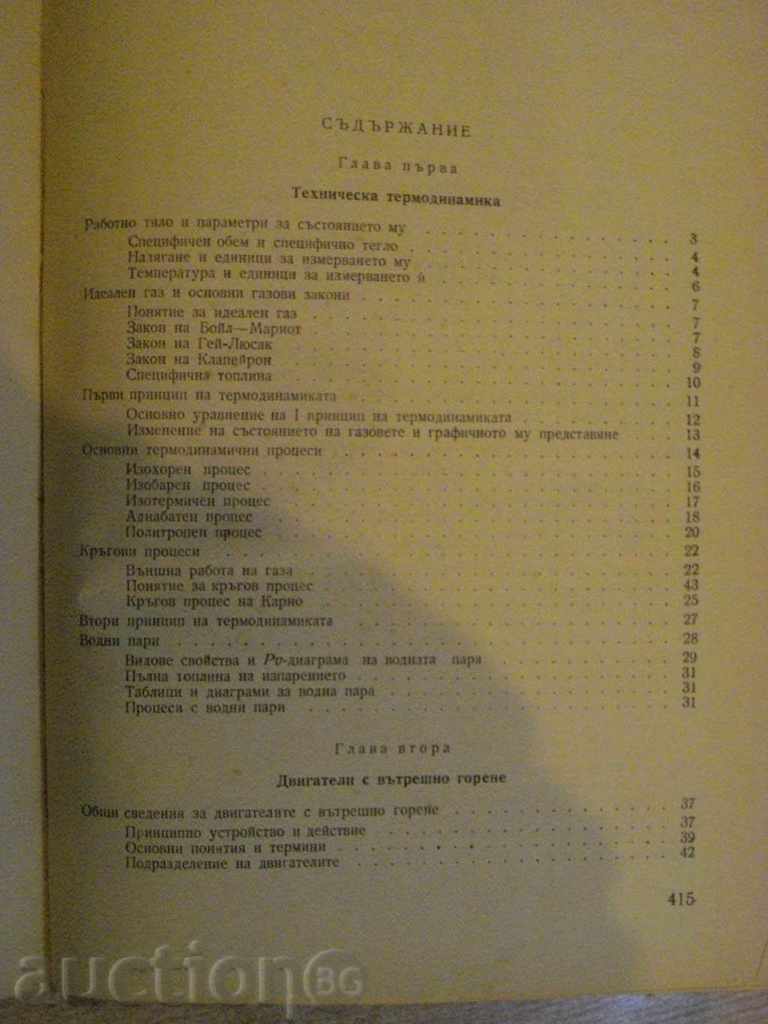 СЪДЪРЖАНИЕ
Глава първа
Техническа термодинамика
Работно тяло и параметри за състоянието му . . . 3
Специфичен обем и специфично тегло . . . 4
Налягане и единици за измерването му . . . 4
Температура и единици за измерването ѝ . . . 6
Идеален газ и основни газови закони . . . 7
Понятие за идеален газ . . . 7
Закон на Бойл—Мариот . . . 7
Закон на Гей-Люсак . . . 8
Закон на Клапейрон . . . 9
Специфична топлина . . . 10
Първи принцип на термодинамиката . . . 11
Основно уравнение на I принцип на термодинамиката . . . 12
Изменение на състоянието на газовете и графичното му представяне . . . 13
Основни термодинамични процеси . . . 14
Изохорен процес . . . 15
Изобарен процес . . . 16
Изотермичен процес . . . 17
Адиабатен процес . . . 18
Политропен процес . . . 20
Кръгови процеси . . . 22
Външна работа на газа . . . 22
Понятие за кръгов процес . . . 43
Кръгов процес на Карно . . . 25
Втори принцип на термодинамиката . . . 27
Водни пари . . . 28
Видове свойства и Pv-диаграма на водната пара . . . 29
Пълна топлина на изпарението . . . 31
Таблици и диаграми за водна пара . . . 31
Процеси с водни пари . . . 31
Глава втора
Двигатели с вътрешно горене
Общи сведения за двигателите с вътрешно горене . . . 37
Принципно устройство и действие . . . 37
Основни понятия и термини . . . 39
Подразделение на двигателите . . . 42
415
auctionBG